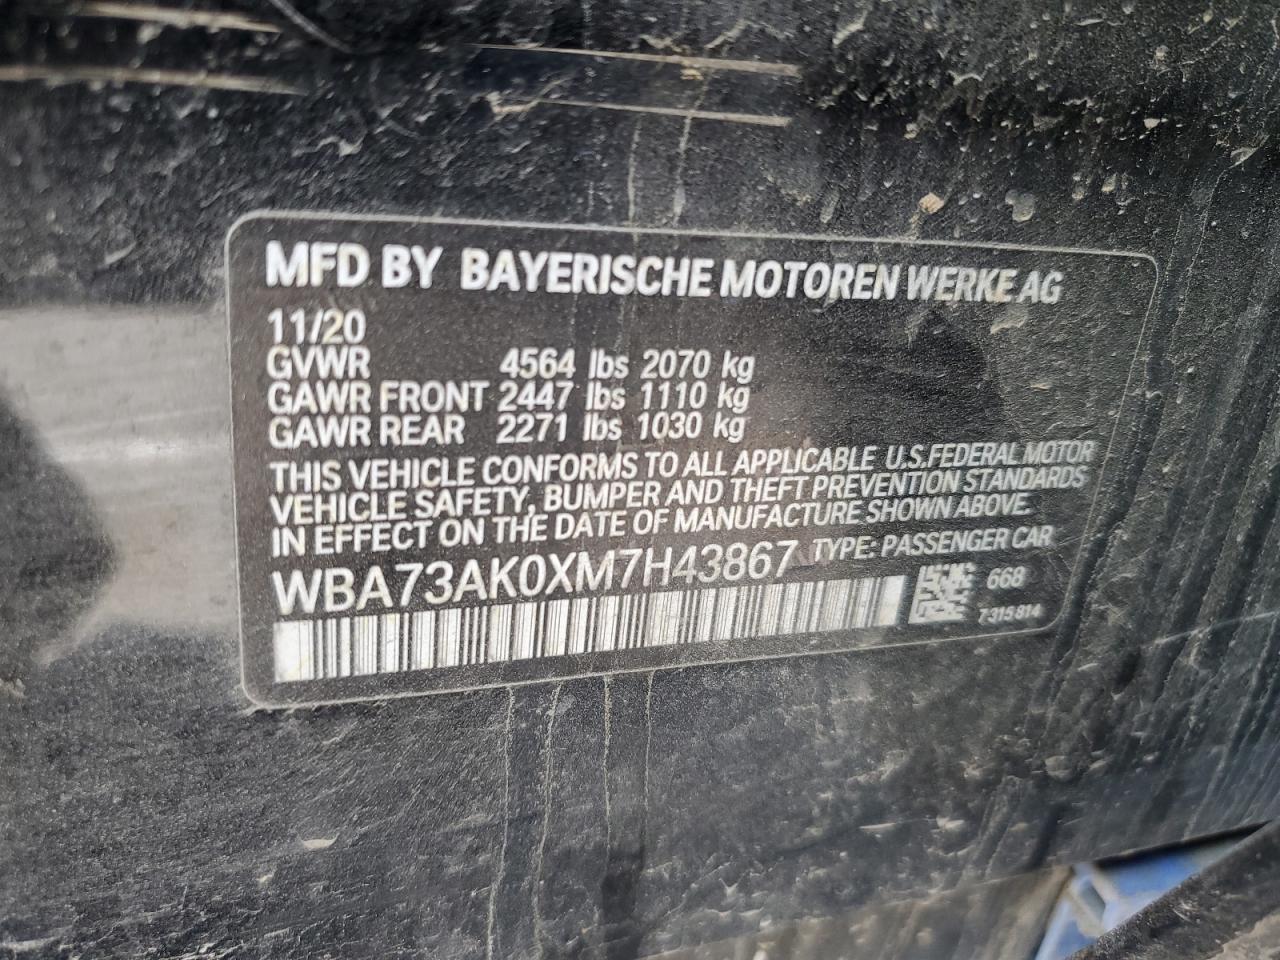 MFD BY BAYERISCHE MOTOREN WERKE AG
11/20
GVWR 4564 lbs 2070 kg
GAWR FRONT 2447 lbs 1110 kg
GAWR REAR 2271 lbs 1030 kg
THIS VEHICLE CONFORMS TO ALL APPLICABLE U.S.FEDERAL MOTOR
VEHICLE SAFETY, BUMPER AND THEFT PREVENTION STANDARDS
IN EFFECT ON THE DATE OF MANUFACTURE SHOWN ABOVE.
WBA73AK0XM7H43867 TYPE: PASSENGER CAR
668
7 315 814